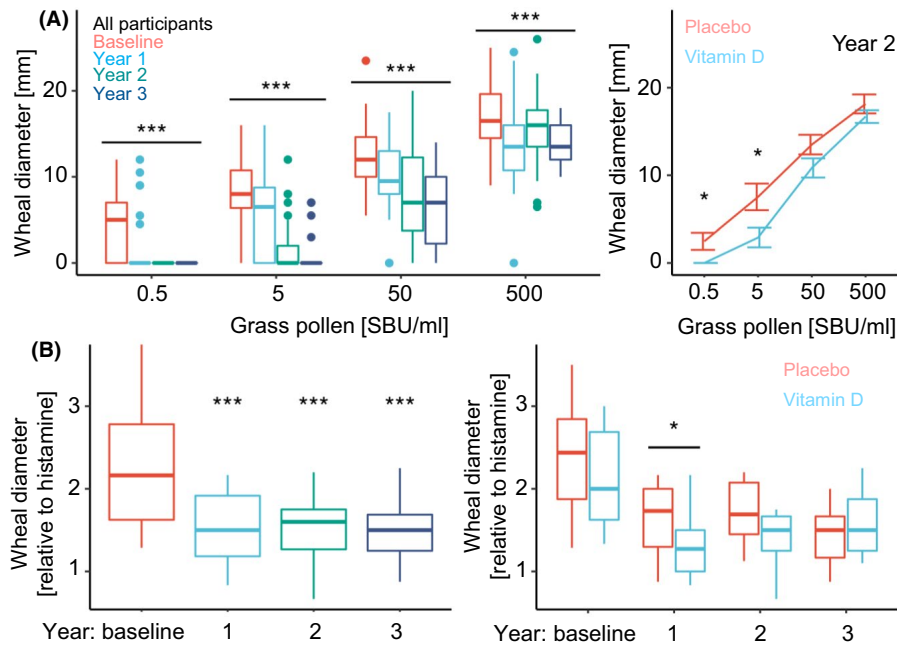 (A)
All participants
Baseline
Year 1
Year 2
Year 3
Wheal diameter [mm]
20
10
0
***
***
***
***
0.5 5 50 500
Grass pollen [SBU/ml]
Placebo
Vitamin D
Year 2
Wheal diameter [mm]
20
10
0
*
*
0.5 5 50 500
Grass pollen [SBU/ml]
(B)
Wheal diameter
[relative to histamine]
3
2
1
*** *** ***
Year: baseline 1 2 3
Placebo
Vitamin D
Wheal diameter
[relative to histamine]
3
2
1
*
Year: baseline 1 2 3